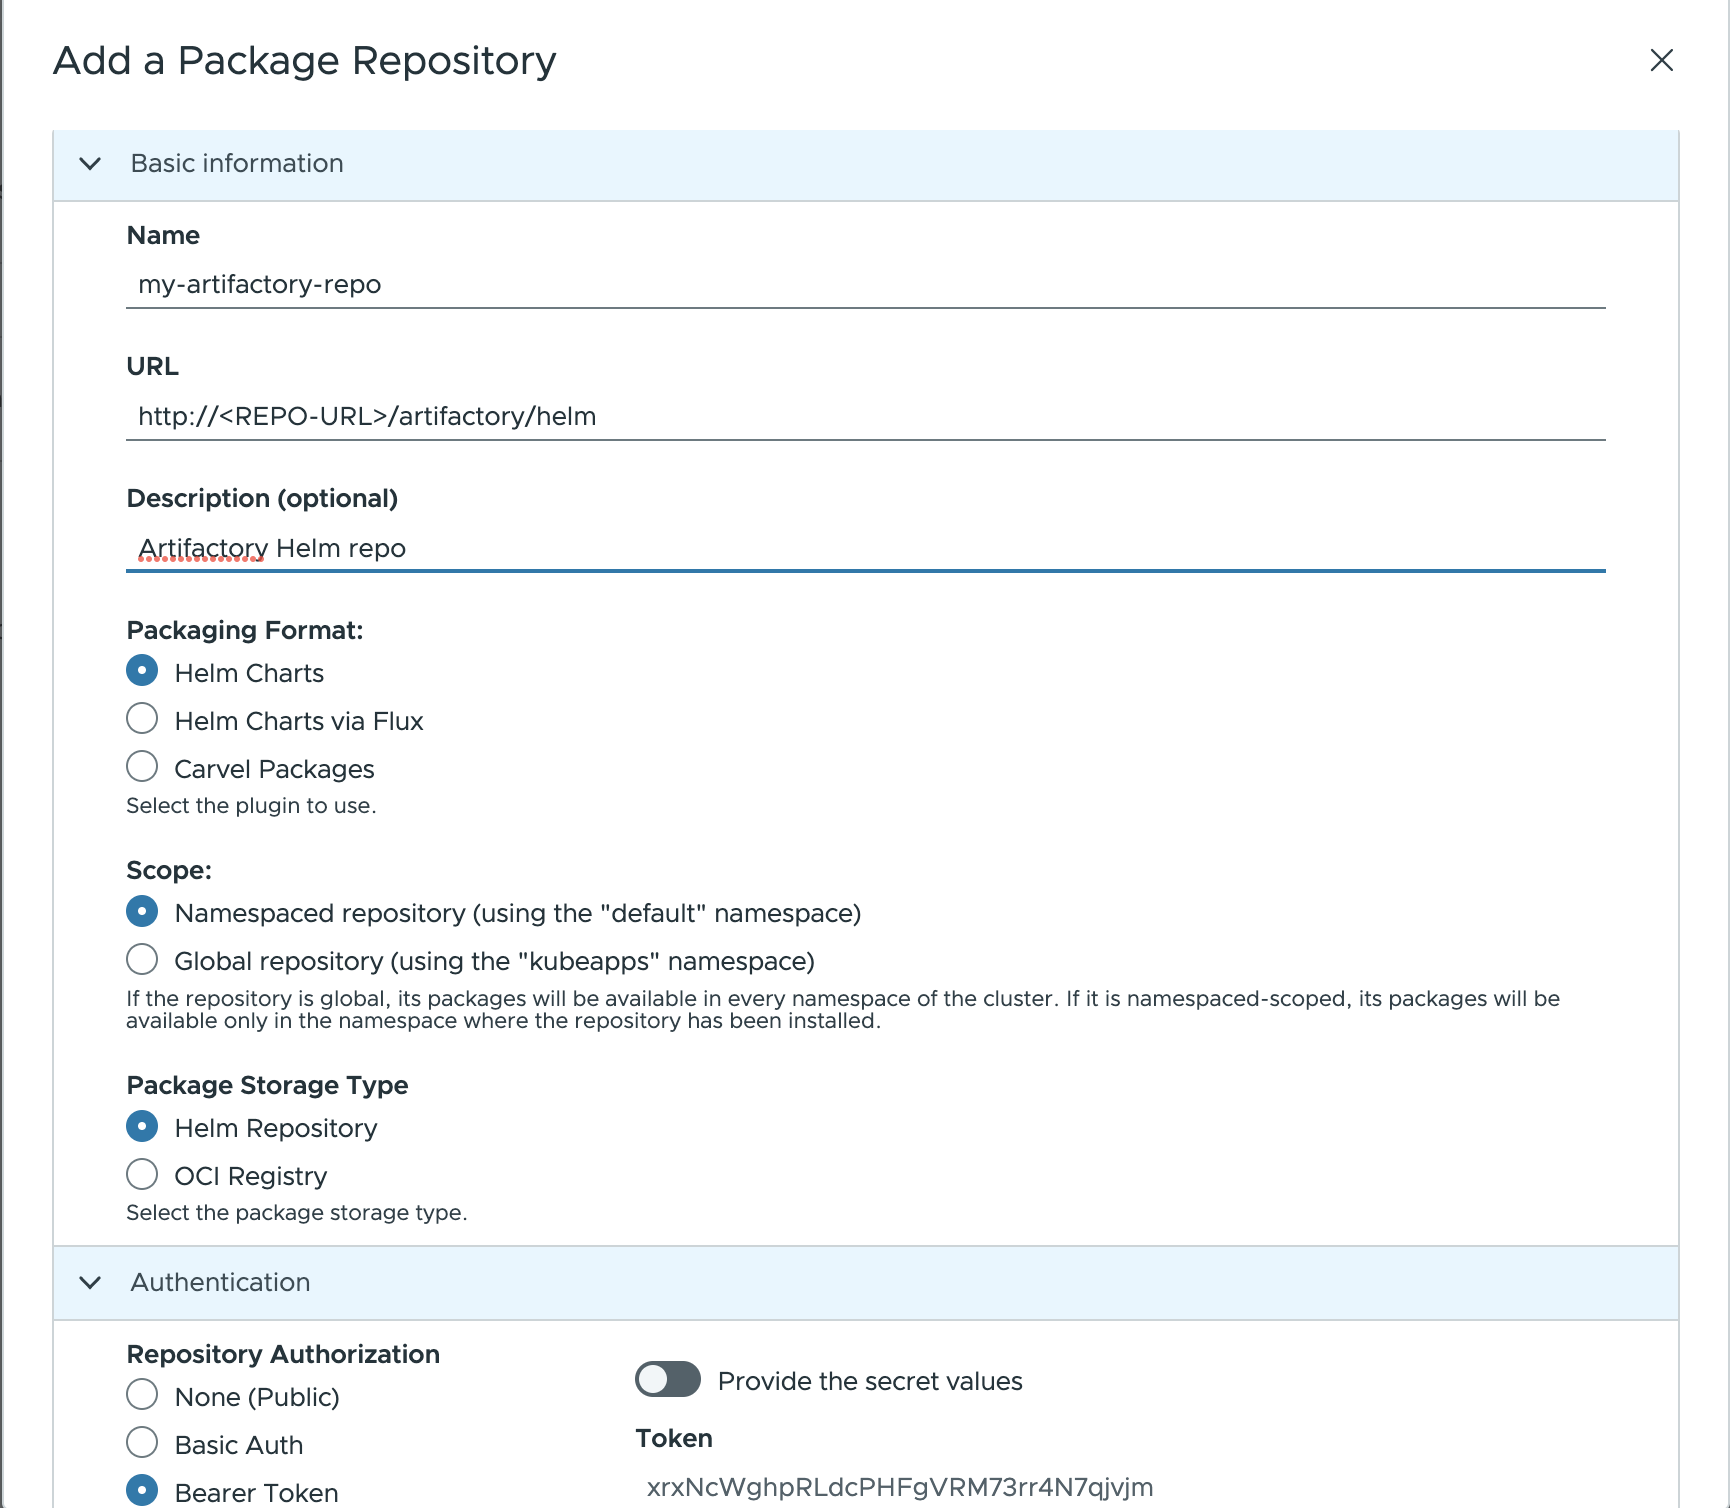 Add a Package Repository
Basic information
Name
my-artifactory-repo
URL
http://<REPO-URL>/artifactory/helm
Description (optional)
Artifactory Helm repo
Packaging Format:
Helm Charts
Helm Charts via Flux
Carvel Packages
Select the plugin to use.
Scope:
Namespaced repository (using the "default" namespace)
Global repository (using the "kubeapps" namespace)
If the repository is global, its packages will be available in every namespace of the cluster. If it is namespaced-scoped, its packages will be
available only in the namespace where the repository has been installed.
Package Storage Type
Helm Repository
OCI Registry
Select the package storage type.
Authentication
Repository Authorization
None (Public)
Basic Auth
Bearer Token
Provide the secret values
Token
xrxNcWghpRLdcPHFgVRM73rr4N7qjvjm